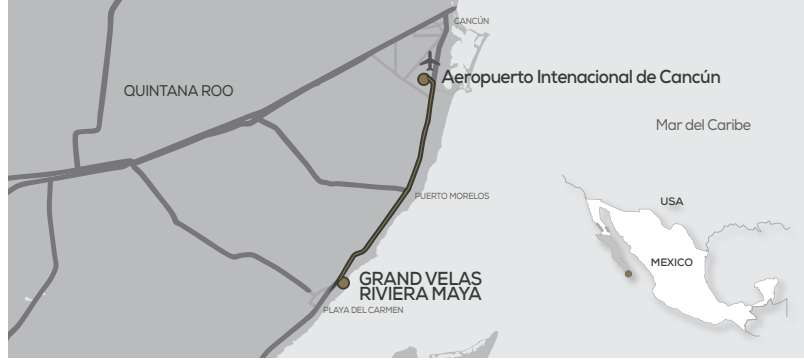 CANCÚN
Aeropuerto Intenacional de Cancún
QUINTANA ROO
Mar del Caribe
PUERTO MORELOS
USA
MEXICO
GRAND VELAS
RIVIERA MAYA
PLAYA DEL CARMEN